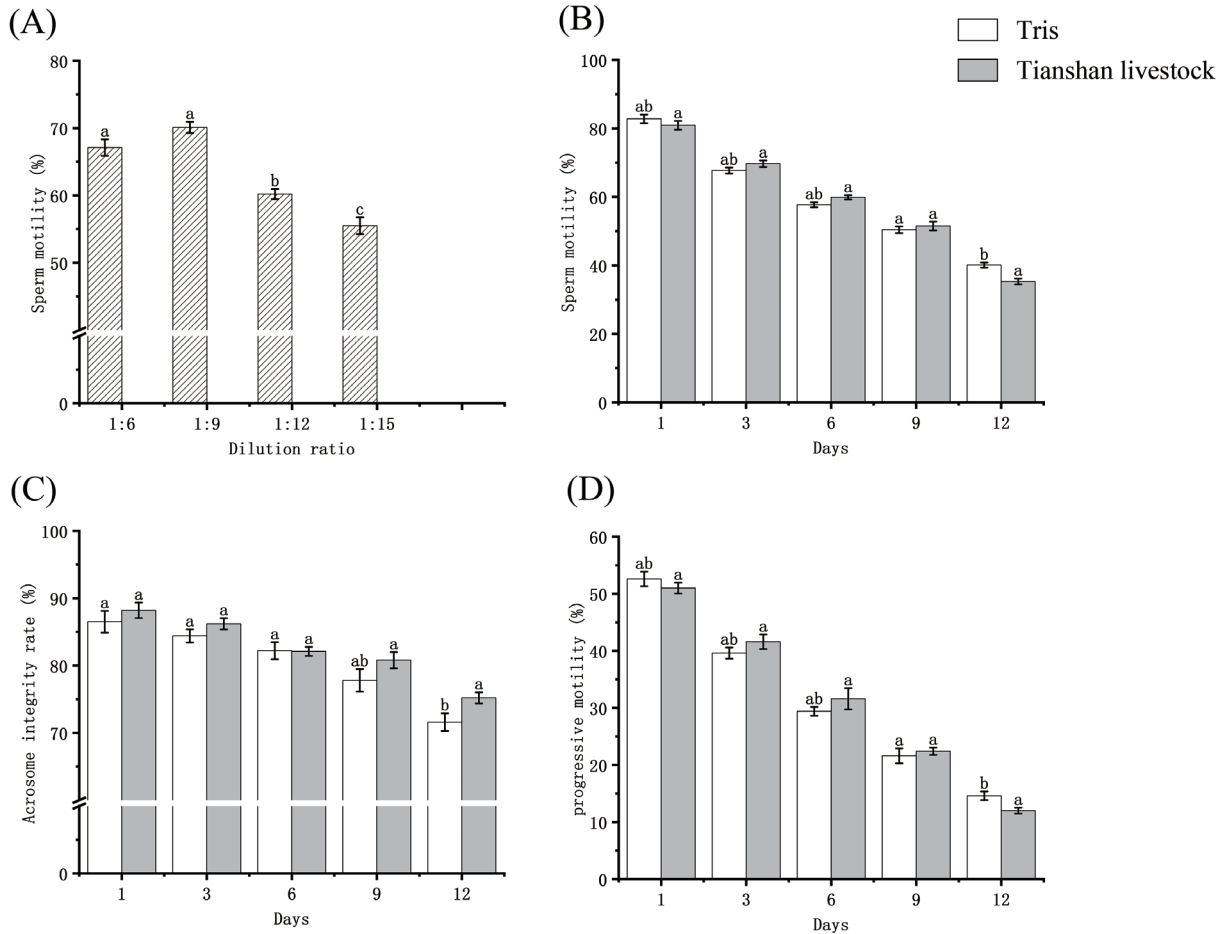 (A)
80
70
60
50
0
Sperm motility (%)
a
a
b
c
1:6 1:9 1:12 1:15
Dilution ratio
(B)
Tris
Tianshan livestock
100
80
60
40
20
0
Sperm motility (%)
ab a
ab a
ab a
a a
b a
1 3 6 9 12
Days
(C)
100
90
80
70
0
Acrosome integrity rate (%)
a a
a a
a a
ab a
b a
1 3 6 9 12
Days
(D)
60
50
40
30
20
10
0
progressive motility (%)
ab a
ab a
ab a
a a
b a
1 3 6 9 12
Days